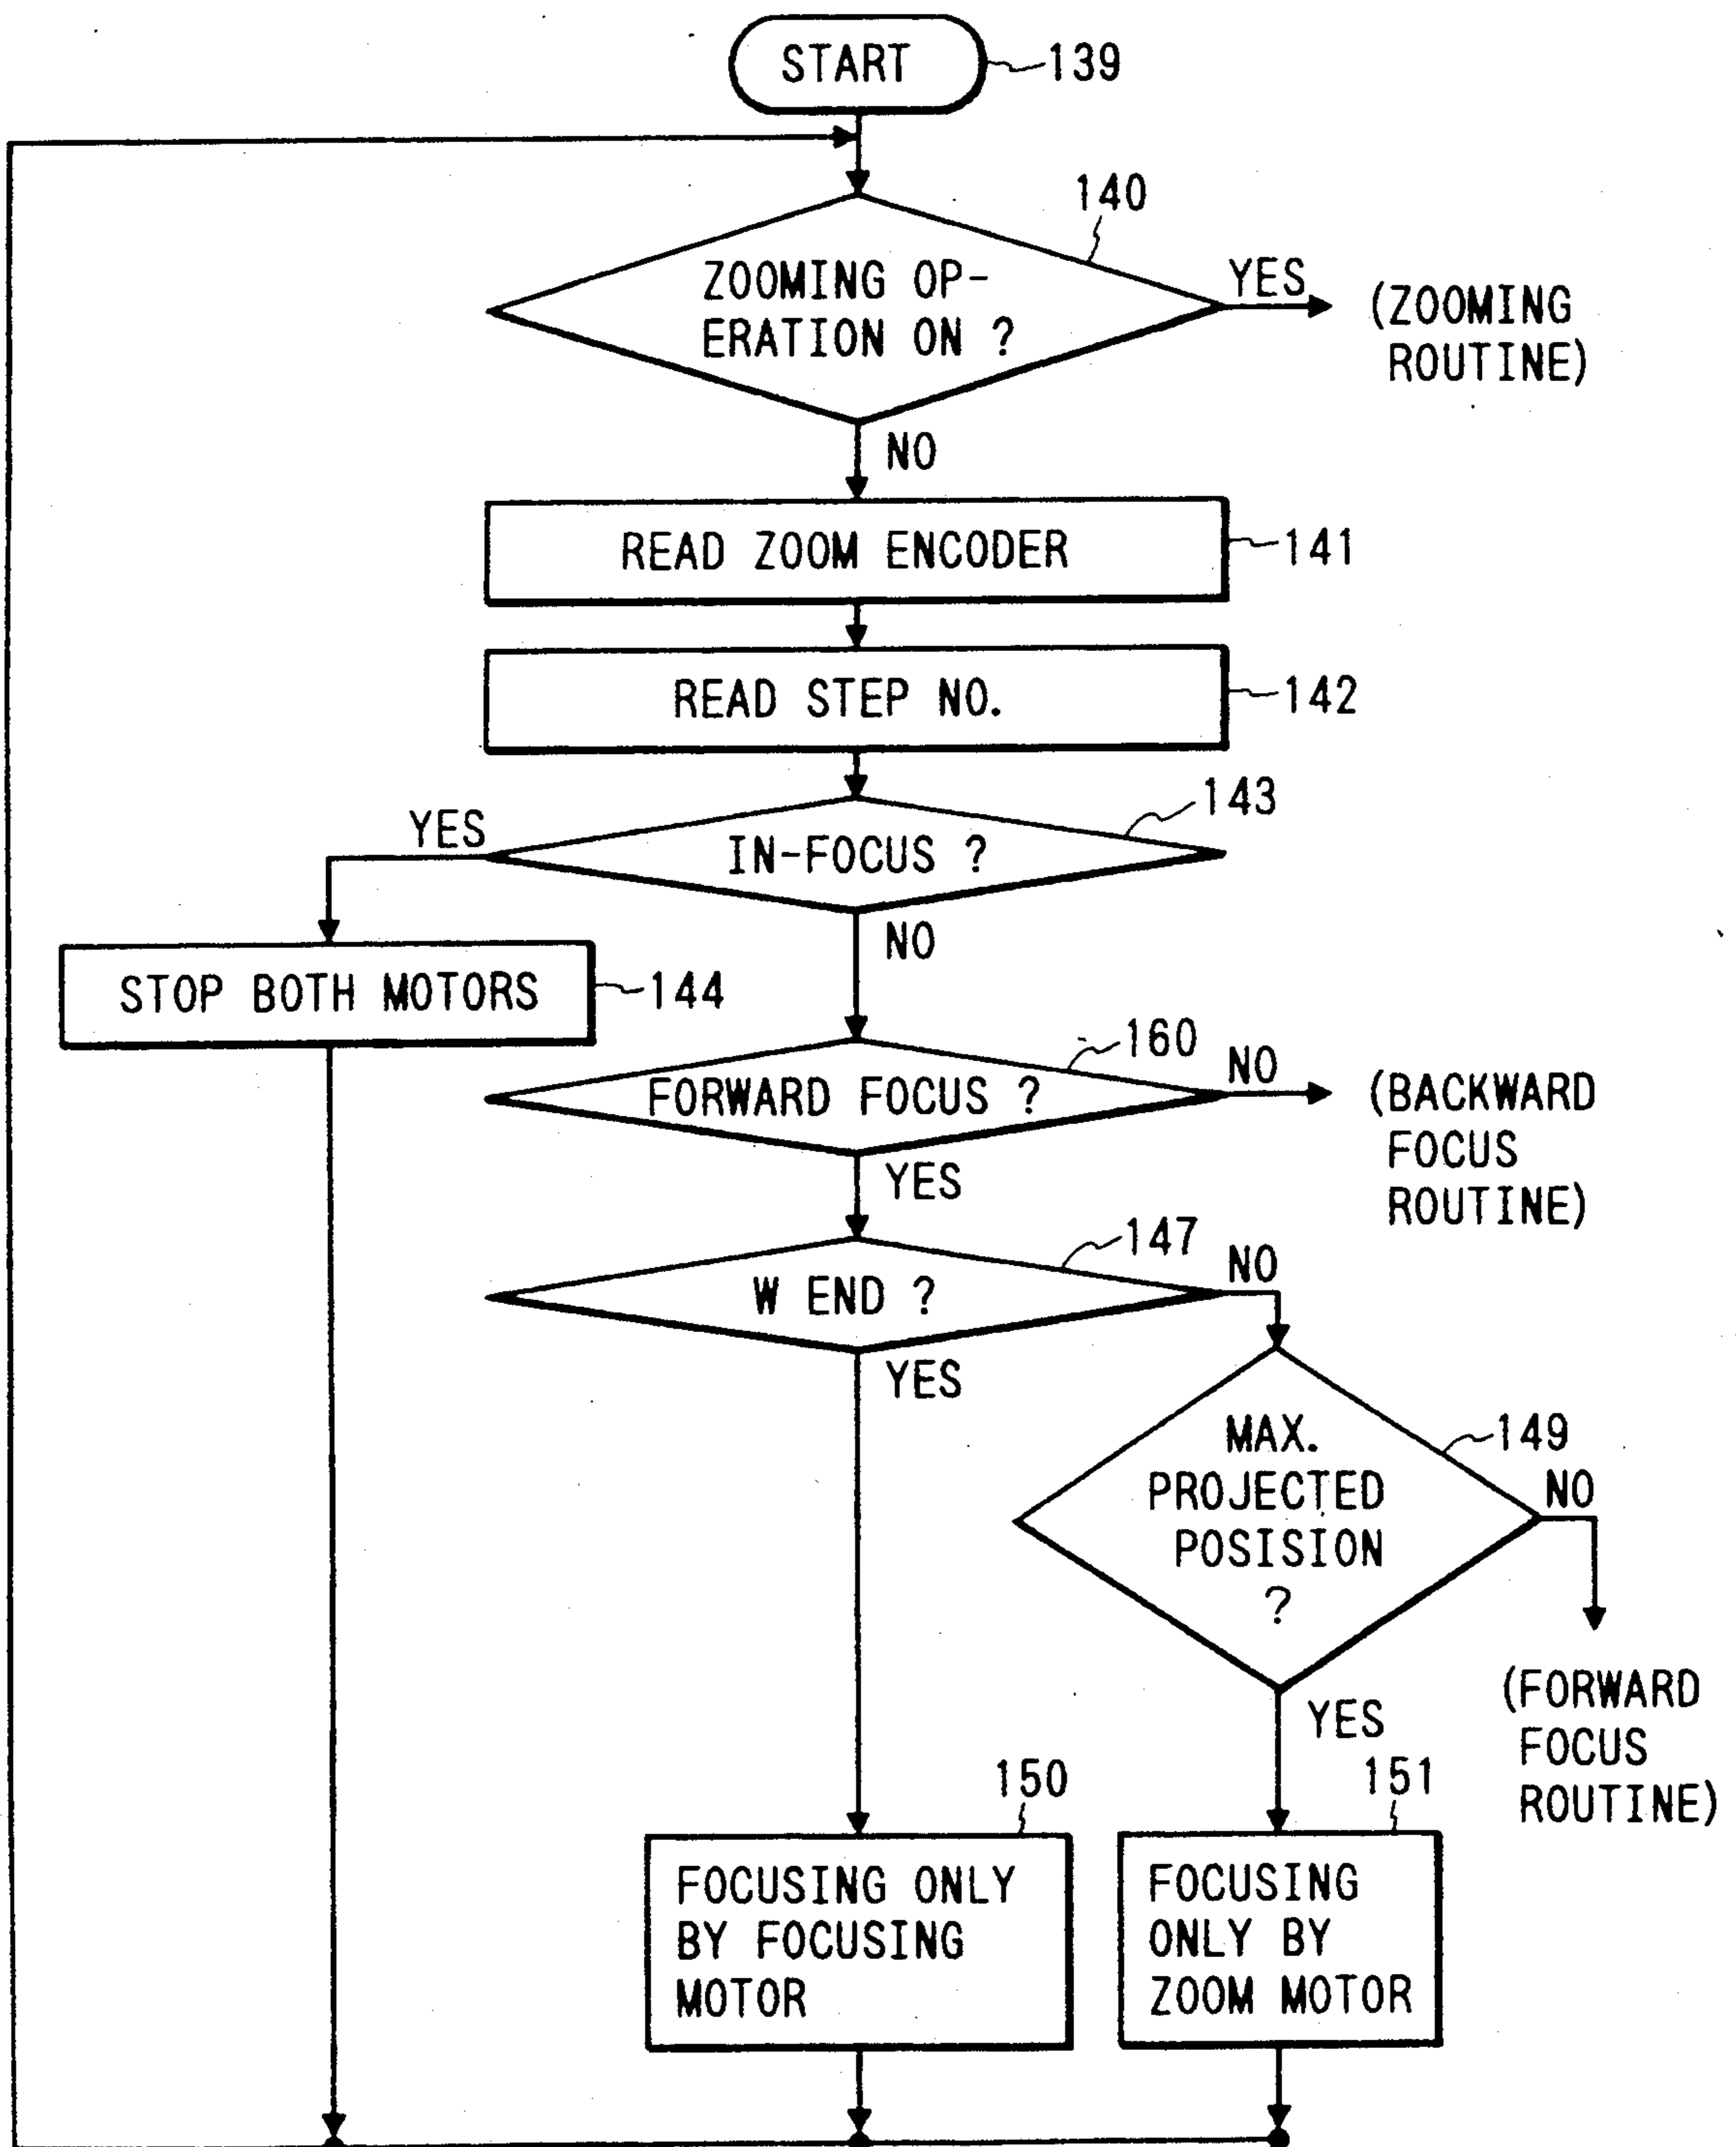 START
139
140
ZOOMING OP-
ERATION ON ?
YES
(ZOOMING
ROUTINE)
NO
READ ZOOM ENCODER
141
READ STEP NO.
142
143
YES
IN-FOCUS ?
NO
STOP BOTH MOTORS
144
160
FORWARD FOCUS ?
NO
(BACKWARD
FOCUS
ROUTINE)
YES
147
W END ?
NO
YES
149
MAX.
PROJECTED
POSISION
?
NO
(FORWARD
FOCUS
ROUTINE)
YES
150
FOCUSING ONLY
BY FOCUSING
MOTOR
151
FOCUSING
ONLY BY
ZOOM MOTOR